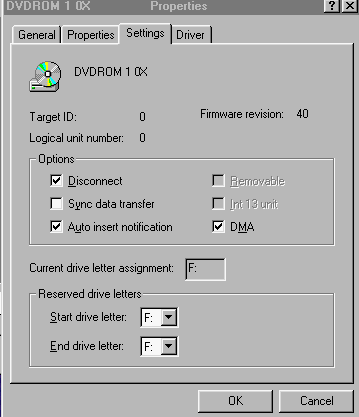 DVDROM 1 0X Properties
General Properties Settings Driver
DVDROM 1 0X
Target ID: 0 Firmware revision: 40
Logical unit number: 0
Options
Disconnect Removable
Sync data transfer Int 13 unit
Auto insert notification DMA
Current drive letter assignment: F:
Reserved drive letters
Start drive letter: F:
End drive letter: F:
OK Cancel